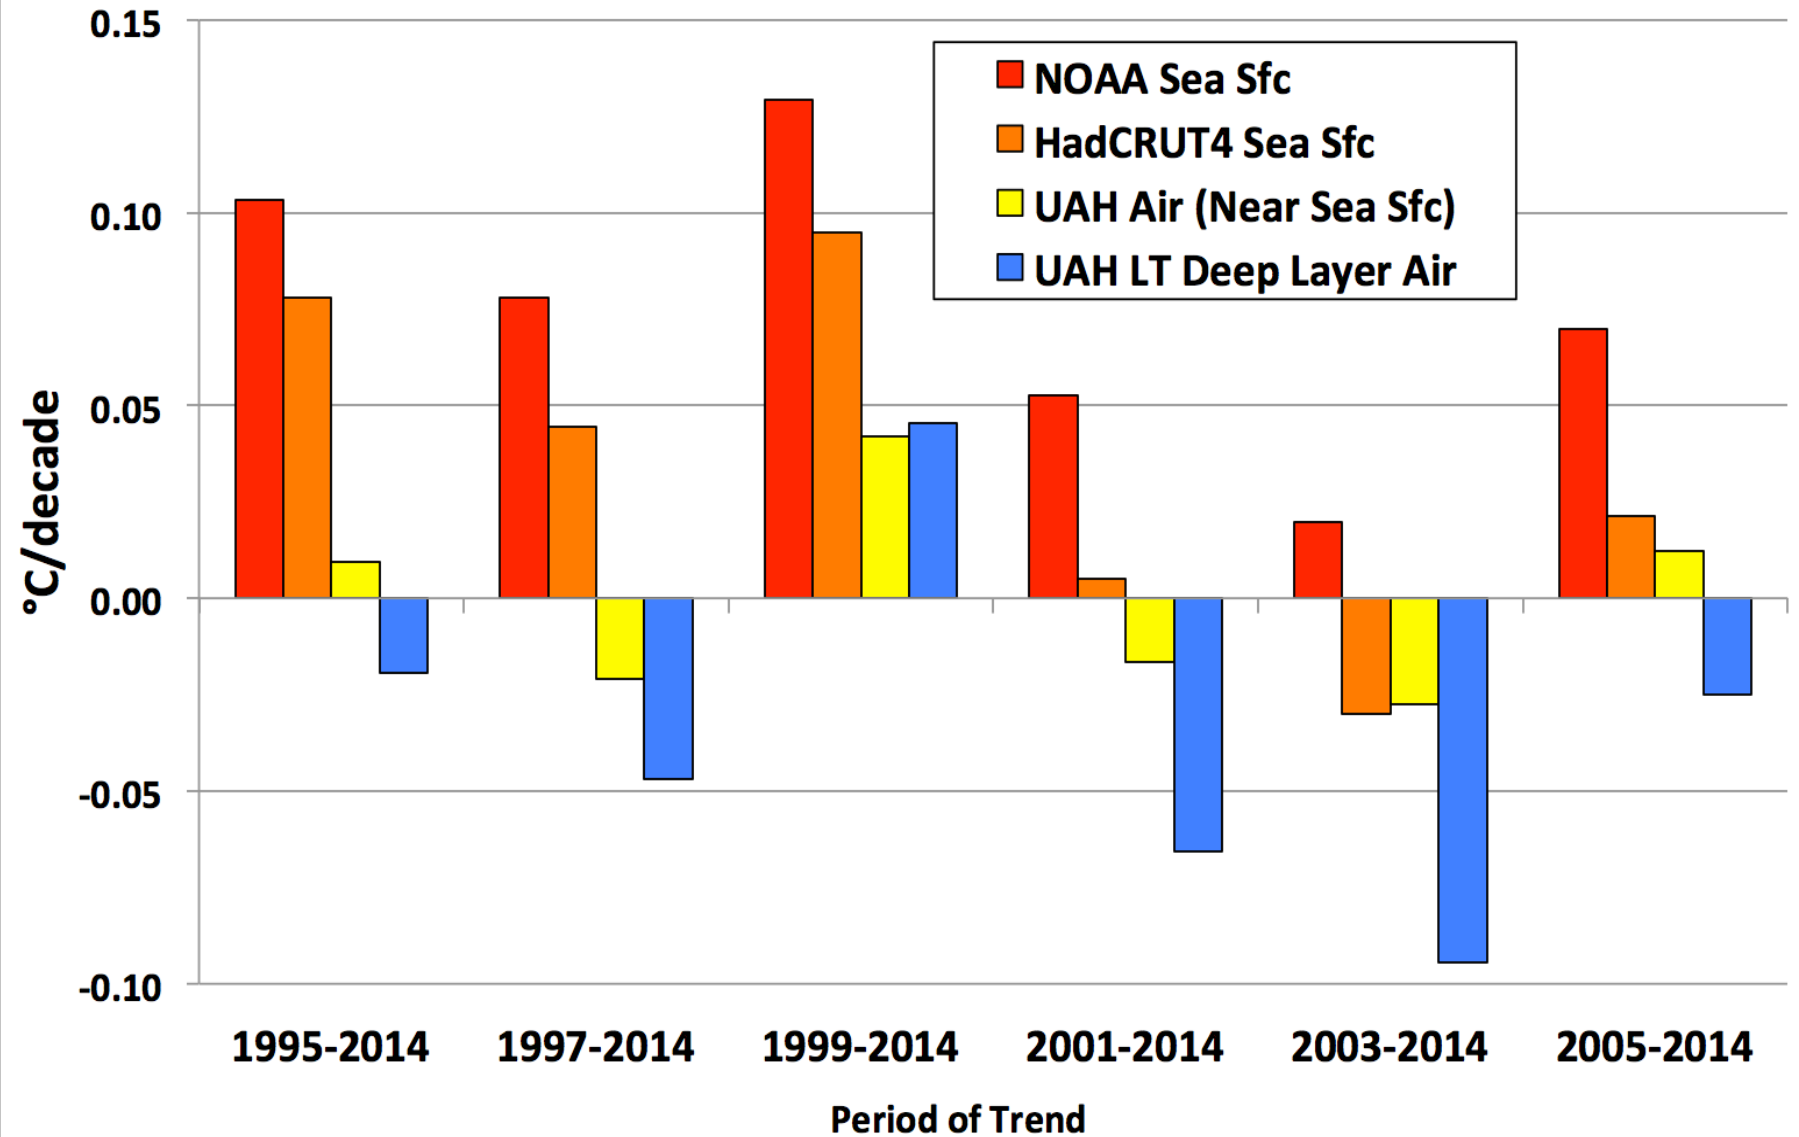 0.15
0.10
0.05
0.00
-0.05
-0.10
°C/decade
NOAA Sea Sfc
HadCRUT4 Sea Sfc
UAH Air (Near Sea Sfc)
UAH LT Deep Layer Air
1995-2014 1997-2014 1999-2014 2001-2014 2003-2014 2005-2014
Period of Trend